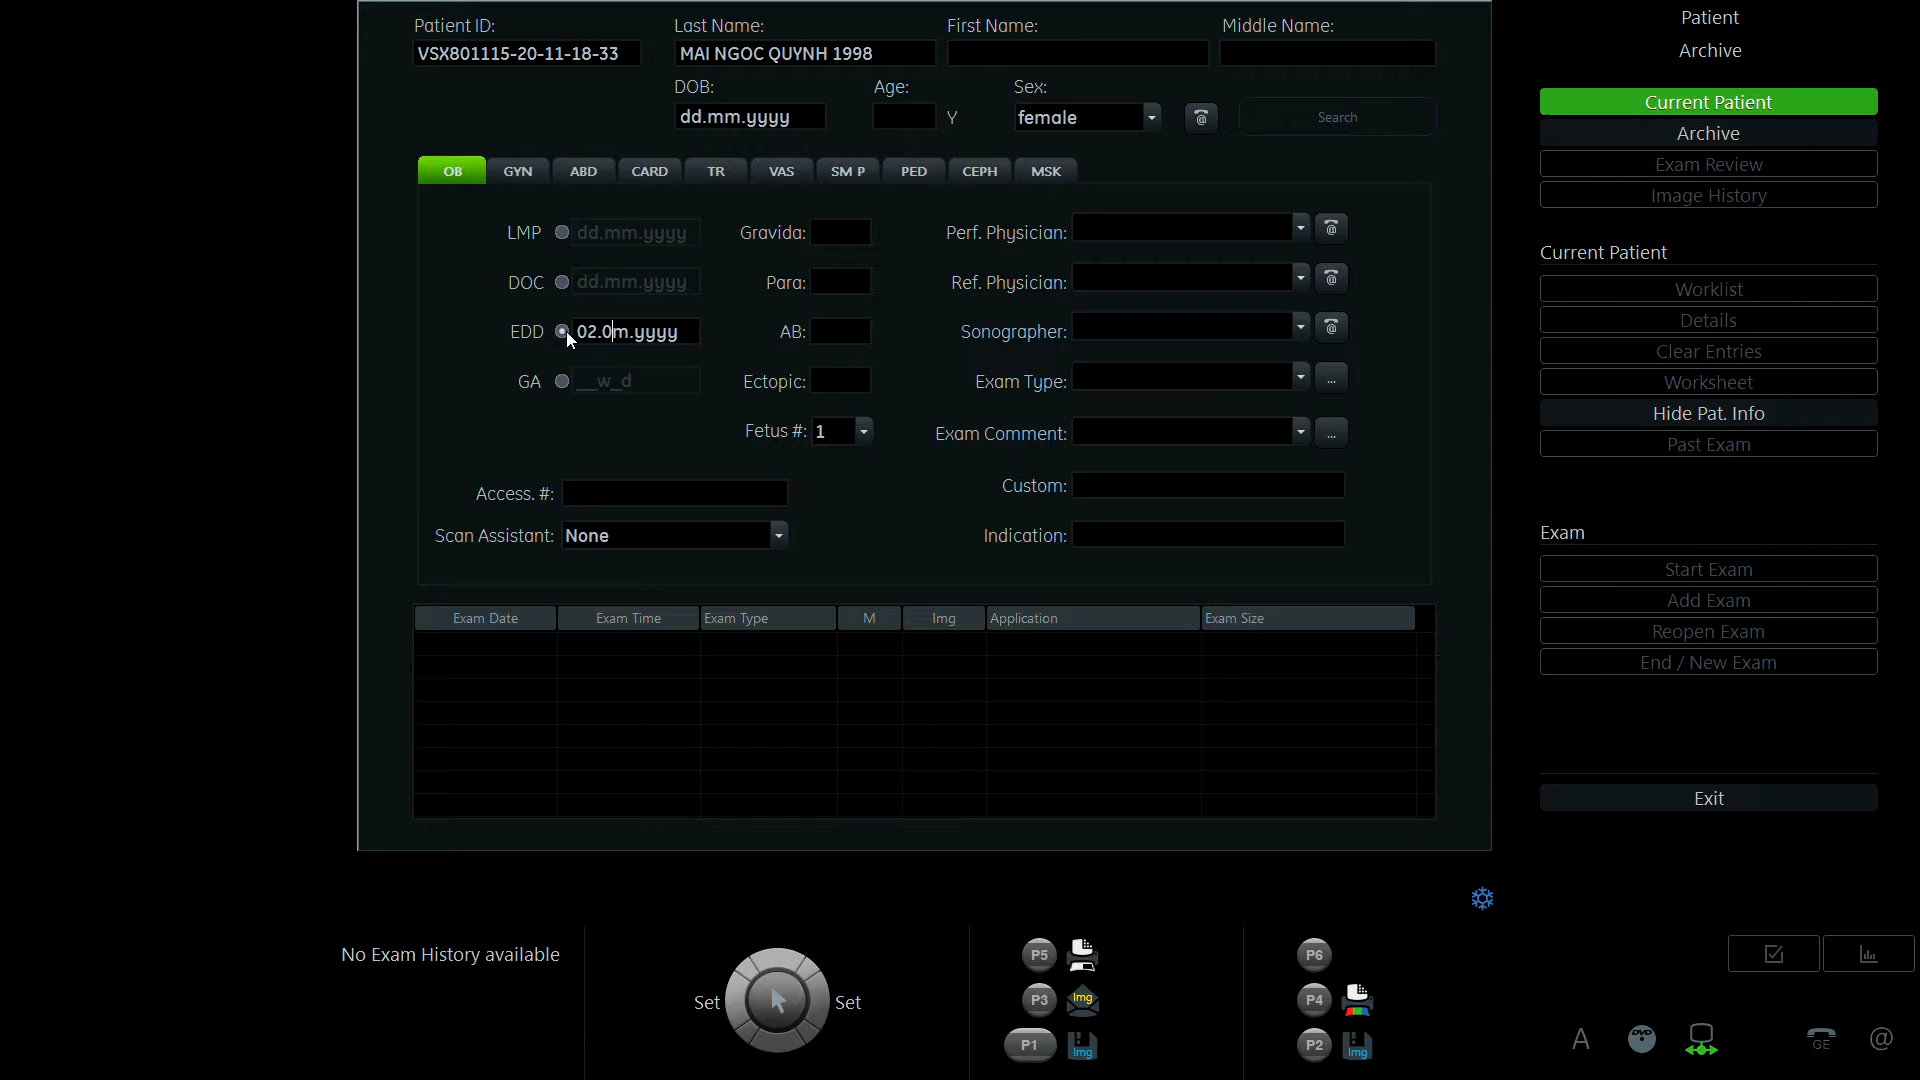 Patient ID:
Last Name:
First Name:
Middle Name:
VSX801115-20-11-18-33
MAI NGOC QUYNH 1998
DOB:
Age:
Sex:
dd.mm.yyyy
Y
female
@
Search
OB
GYN
ABD
CARD
TR
VAS
SM P
PED
CEPH
MSK
LMP
dd.mm.yyyy
Gravida:
Perf. Physician:
@
DOC
dd.mm.yyyy
Para:
Ref. Physician:
@
EDD
02.0m.yyyy
AB:
Sonographer:
@
GA
__w_d
Ectopic:
Exam Type:
...
Fetus #:
1
Exam Comment:
...
Access. #:
Custom:
Scan Assistant:
None
Indication:
Exam Date
Exam Time
Exam Type
M
Img
Application
Exam Size
Patient
Archive
Current Patient
Archive
Exam Review
Image History
Current Patient
Worklist
Details
Clear Entries
Worksheet
Hide Pat. Info
Past Exam
Exam
Start Exam
Add Exam
Reopen Exam
End / New Exam
Exit
No Exam History available
Set
Set
P5
P3
Img
P1
Img
P6
P4
P2
Img
A
DVD
GE
@